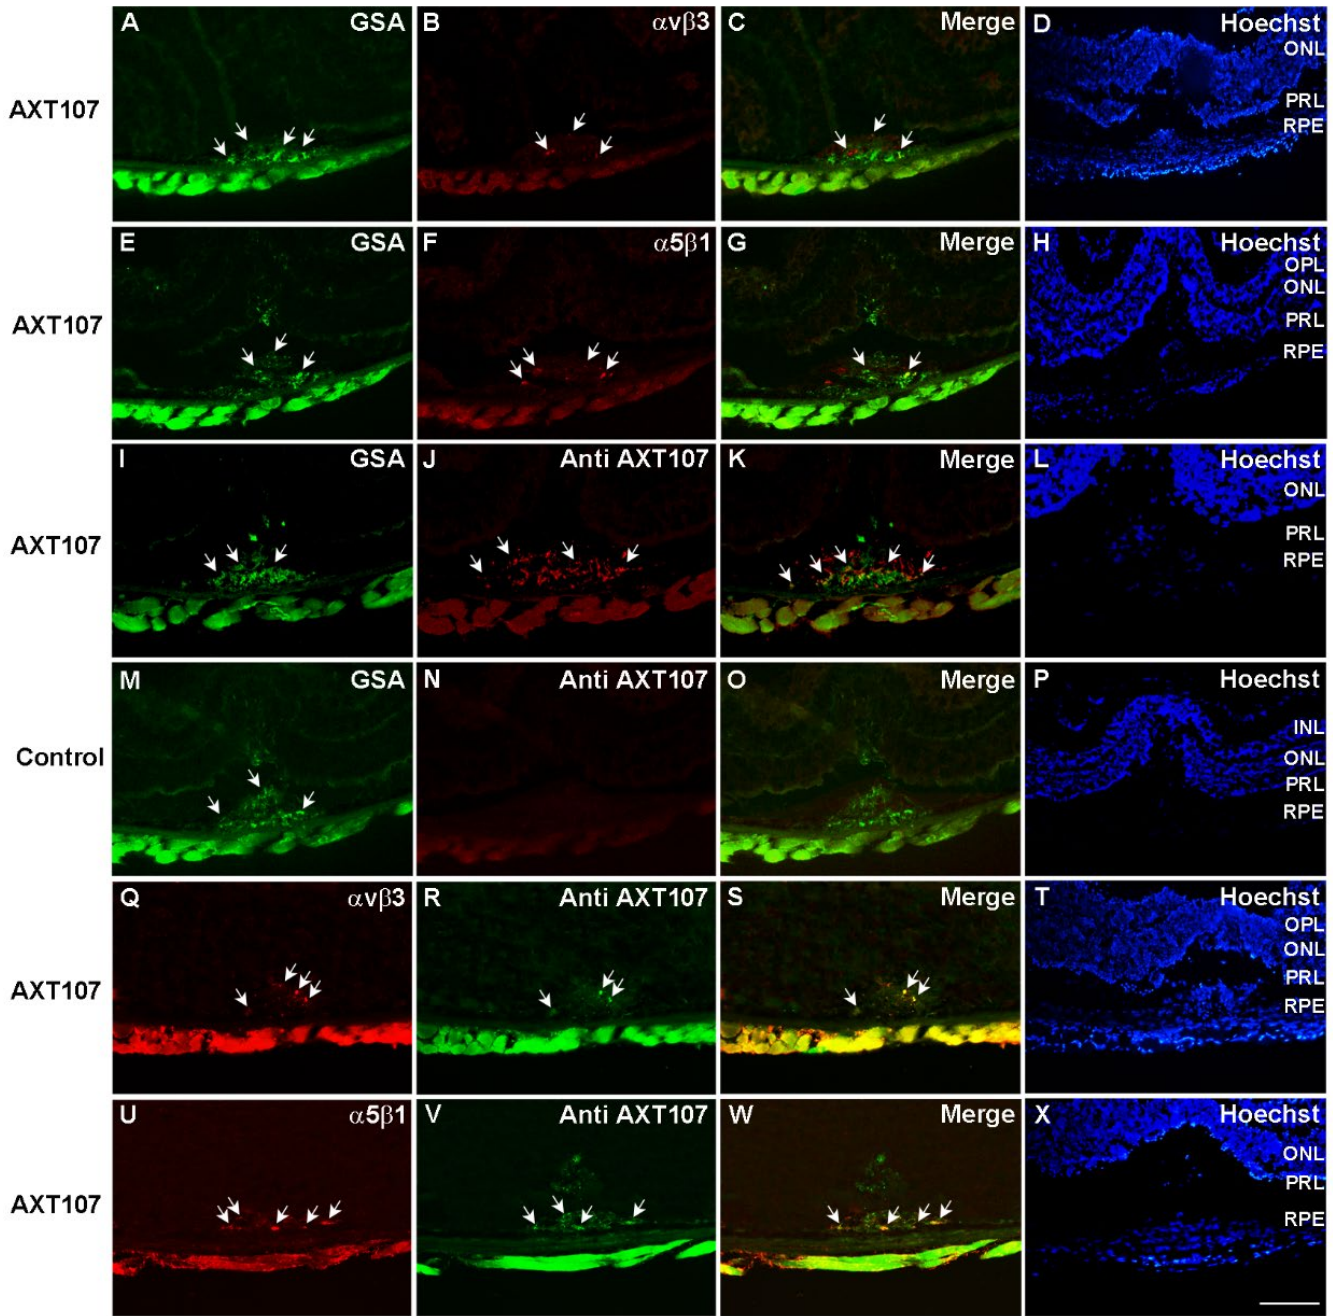 A GSA B αvβ3 C Merge D Hoechst
ONL
AXT107
PRL
RPE
E GSA F α5β1 G Merge H Hoechst
OPL
ONL
AXT107
PRL
RPE
I GSA J Anti AXT107 K Merge L Hoechst
ONL
AXT107
PRL
RPE
M GSA N Anti AXT107 O Merge P Hoechst
INL
Control
ONL
PRL
RPE
Q αvβ3 R Anti AXT107 S Merge T Hoechst
OPL
ONL
PRL
AXT107
RPE
U α5β1 V Anti AXT107 W Merge X Hoechst
ONL
PRL
AXT107
RPE